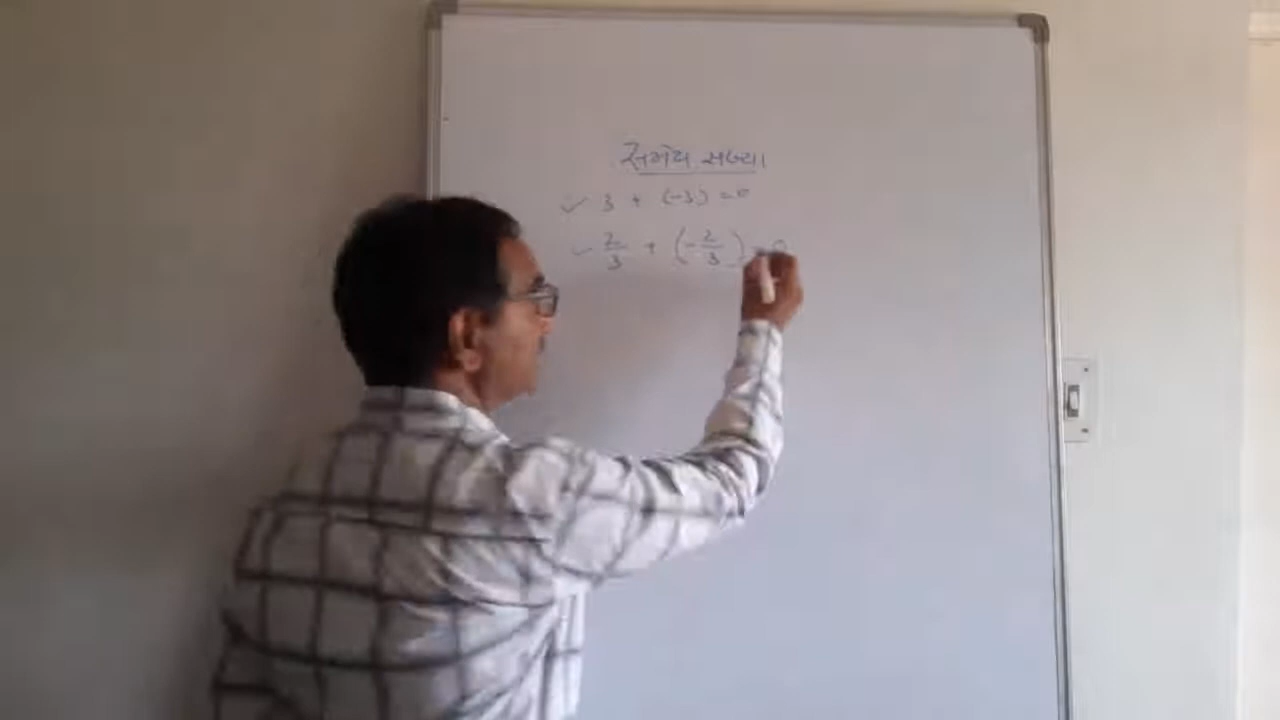 संख्या
3 + (-3) = 0
2/3 + (-2/3) = 0